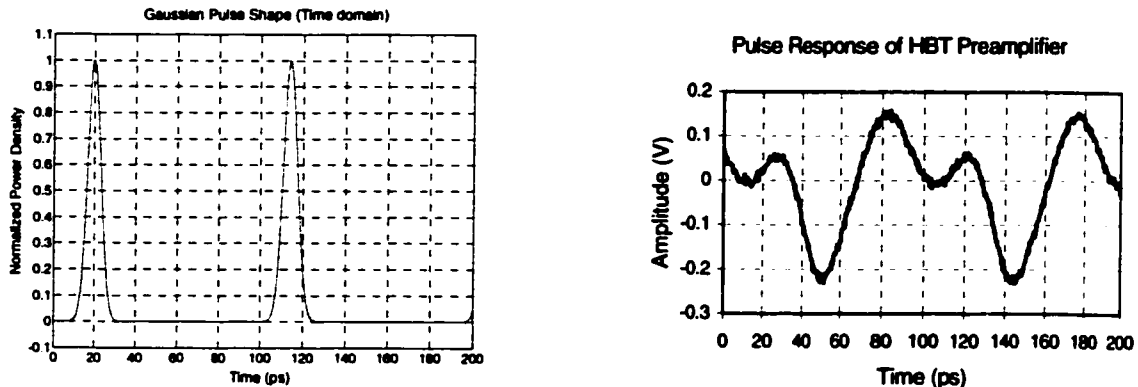 Gaussian Pulse Shape (Time domain)
Normalized Power Density
1.1
1
0.9
0.8
0.7
0.6
0.5
0.4
0.3
0.2
0.1
0
-0.1
0 20 40 60 80 100 120 140 160 180 200
Time (ps)
Pulse Response of HBT Preamplifier
Amplitude (V)
0.2
0.1
0
-0.1
-0.2
-0.3
0 20 40 60 80 100 120 140 160 180 200
Time (ps)